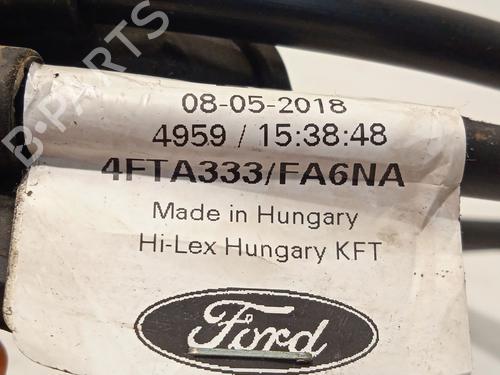 B-PARTS
08-05-2018
4959 / 15:38:48
4FTA333/FA6NA
Made in Hungary
Hi-Lex Hungary KFT
Ford